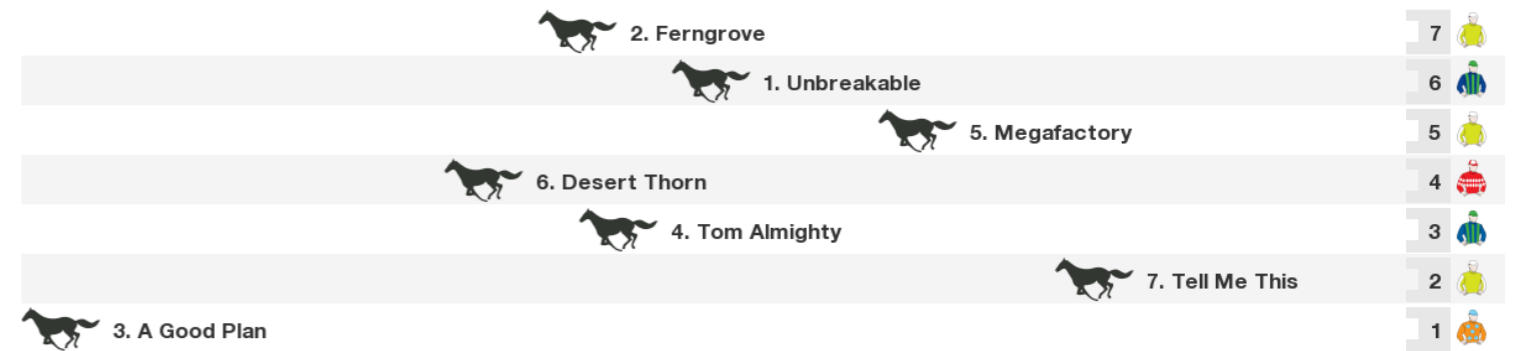 2. Ferngrove 7
1. Unbreakable 6
5. Megafactory 5
6. Desert Thorn 4
4. Tom Almighty 3
7. Tell Me This 2
3. A Good Plan 1